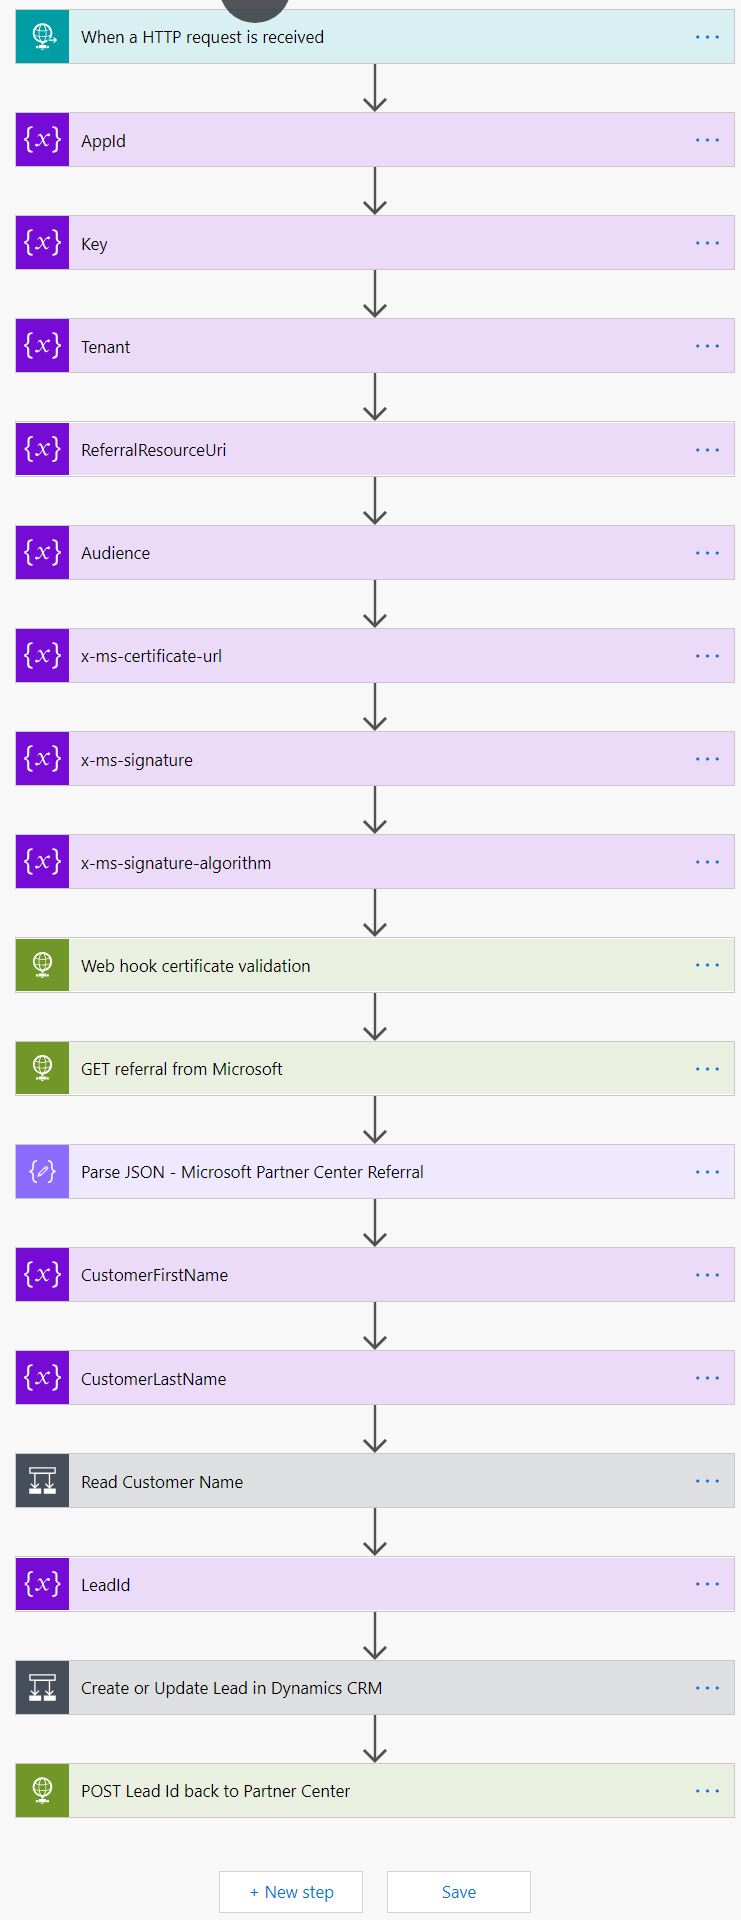 When a HTTP request is received
{x} AppId
{x} Key
{x} Tenant
{x} ReferralResourceUri
{x} Audience
{x} x-ms-certificate-url
{x} x-ms-signature
{x} x-ms-signature-algorithm
Web hook certificate validation
GET referral from Microsoft
Parse JSON - Microsoft Partner Center Referral
{x} CustomerFirstName
{x} CustomerLastName
Read Customer Name
{x} LeadId
Create or Update Lead in Dynamics CRM
POST Lead Id back to Partner Center
+ New step
Save